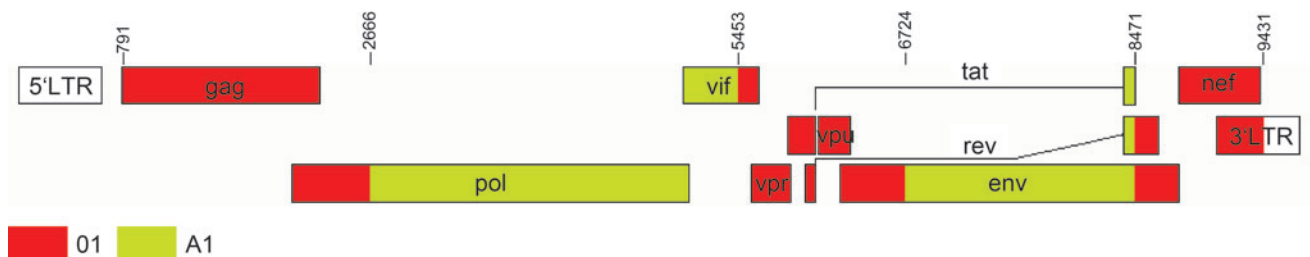 791 2666 5453 6724 8471 9431
5‘LTR gag vif tat nef
vpu rev 3‘LTR
pol vpr env
01 A1